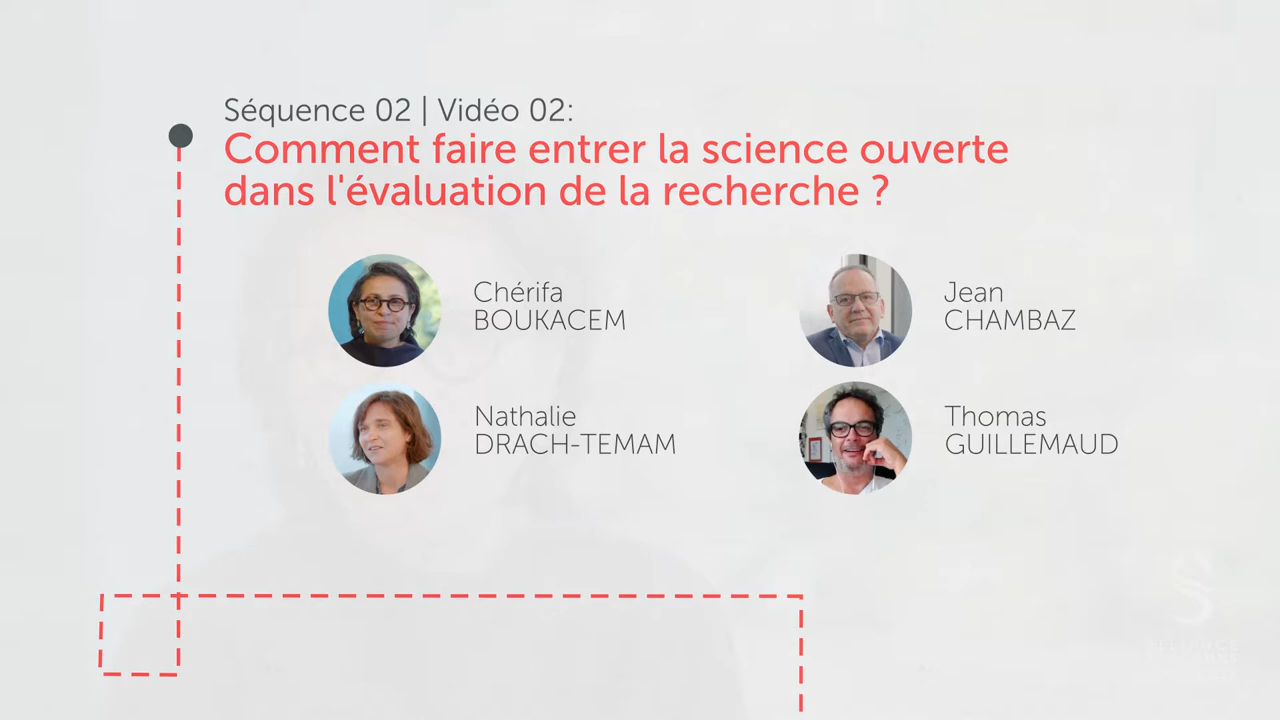 Séquence 02 | Vidéo 02:
Comment faire entrer la science ouverte
dans l'évaluation de la recherche ?
Chérifa
BOUKACEM
Jean
CHAMBAZ
Nathalie
DRACH-TEMAM
Thomas
GUILLEMAUD